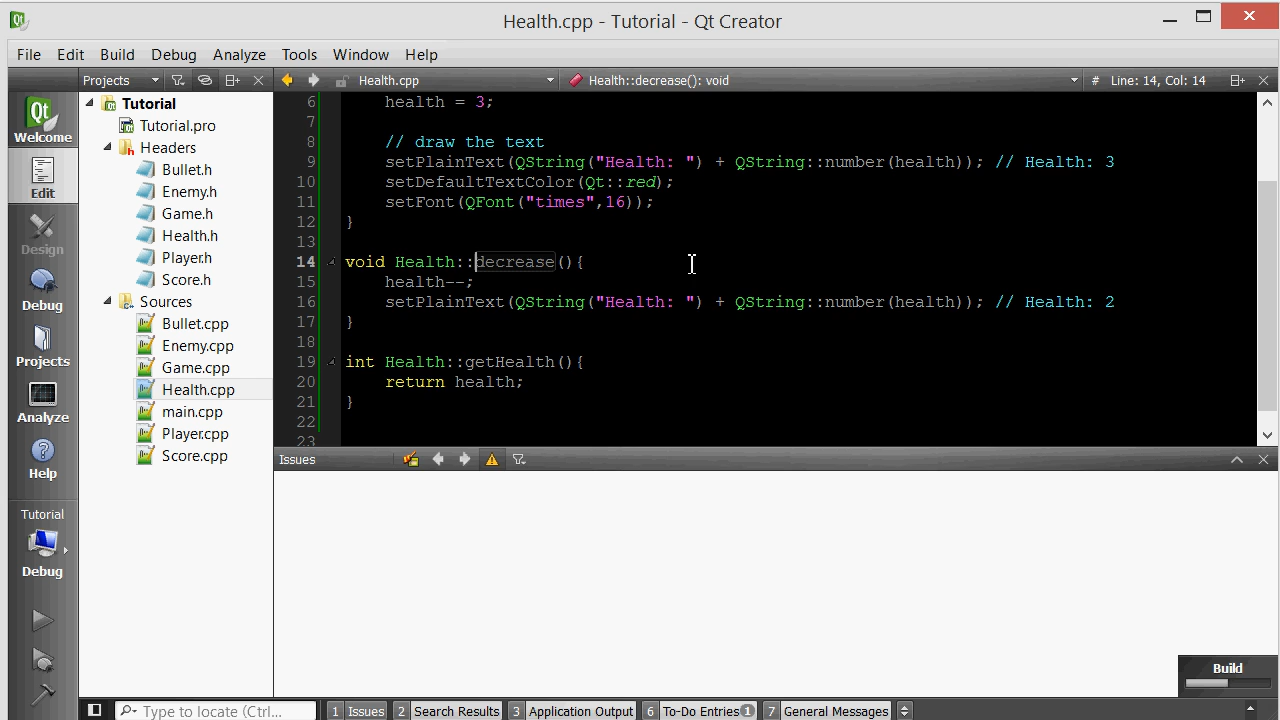 Health.cpp - Tutorial - Qt Creator
File Edit Build Debug Analyze Tools Window Help
Projects
Health.cpp
Health::decrease(): void
# Line: 14, Col: 14
Qt
Welcome
Edit
Design
Debug
Projects
Analyze
Help
Tutorial
Debug
Tutorial
Tutorial.pro
Headers
Bullet.h
Enemy.h
Game.h
Health.h
Player.h
Score.h
Sources
Bullet.cpp
Enemy.cpp
Game.cpp
Health.cpp
main.cpp
Player.cpp
Score.cpp
6 health = 3;
7
8 // draw the text
9 setPlainText(QString("Health: ") + QString::number(health)); // Health: 3
10 setDefaultTextColor(Qt::red);
11 setFont(QFont("times",16));
12 }
13
14 void Health::decrease(){
15 health--;
16 setPlainText(QString("Health: ") + QString::number(health)); // Health: 2
17 }
18
19 int Health::getHealth(){
20 return health;
21 }
22
23
Issues
Build
Type to locate (Ctrl...
1 Issues 2 Search Results 3 Application Output 6 To-Do Entries 1 7 General Messages